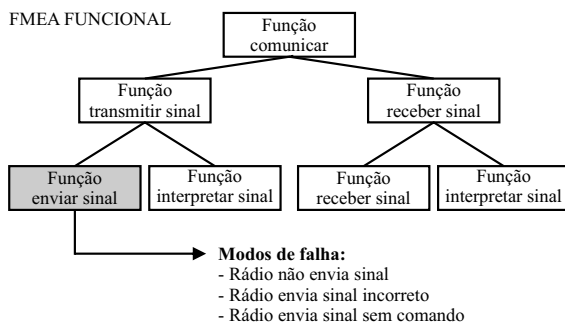 FMEA FUNCIONAL
Função
comunicar
Função
transmitir sinal
Função
receber sinal
Função
enviar sinal
Função
interpretar sinal
Função
receber sinal
Função
interpretar sinal
Modos de falha:
- Rádio não envia sinal
- Rádio envia sinal incorreto
- Rádio envia sinal sem comando